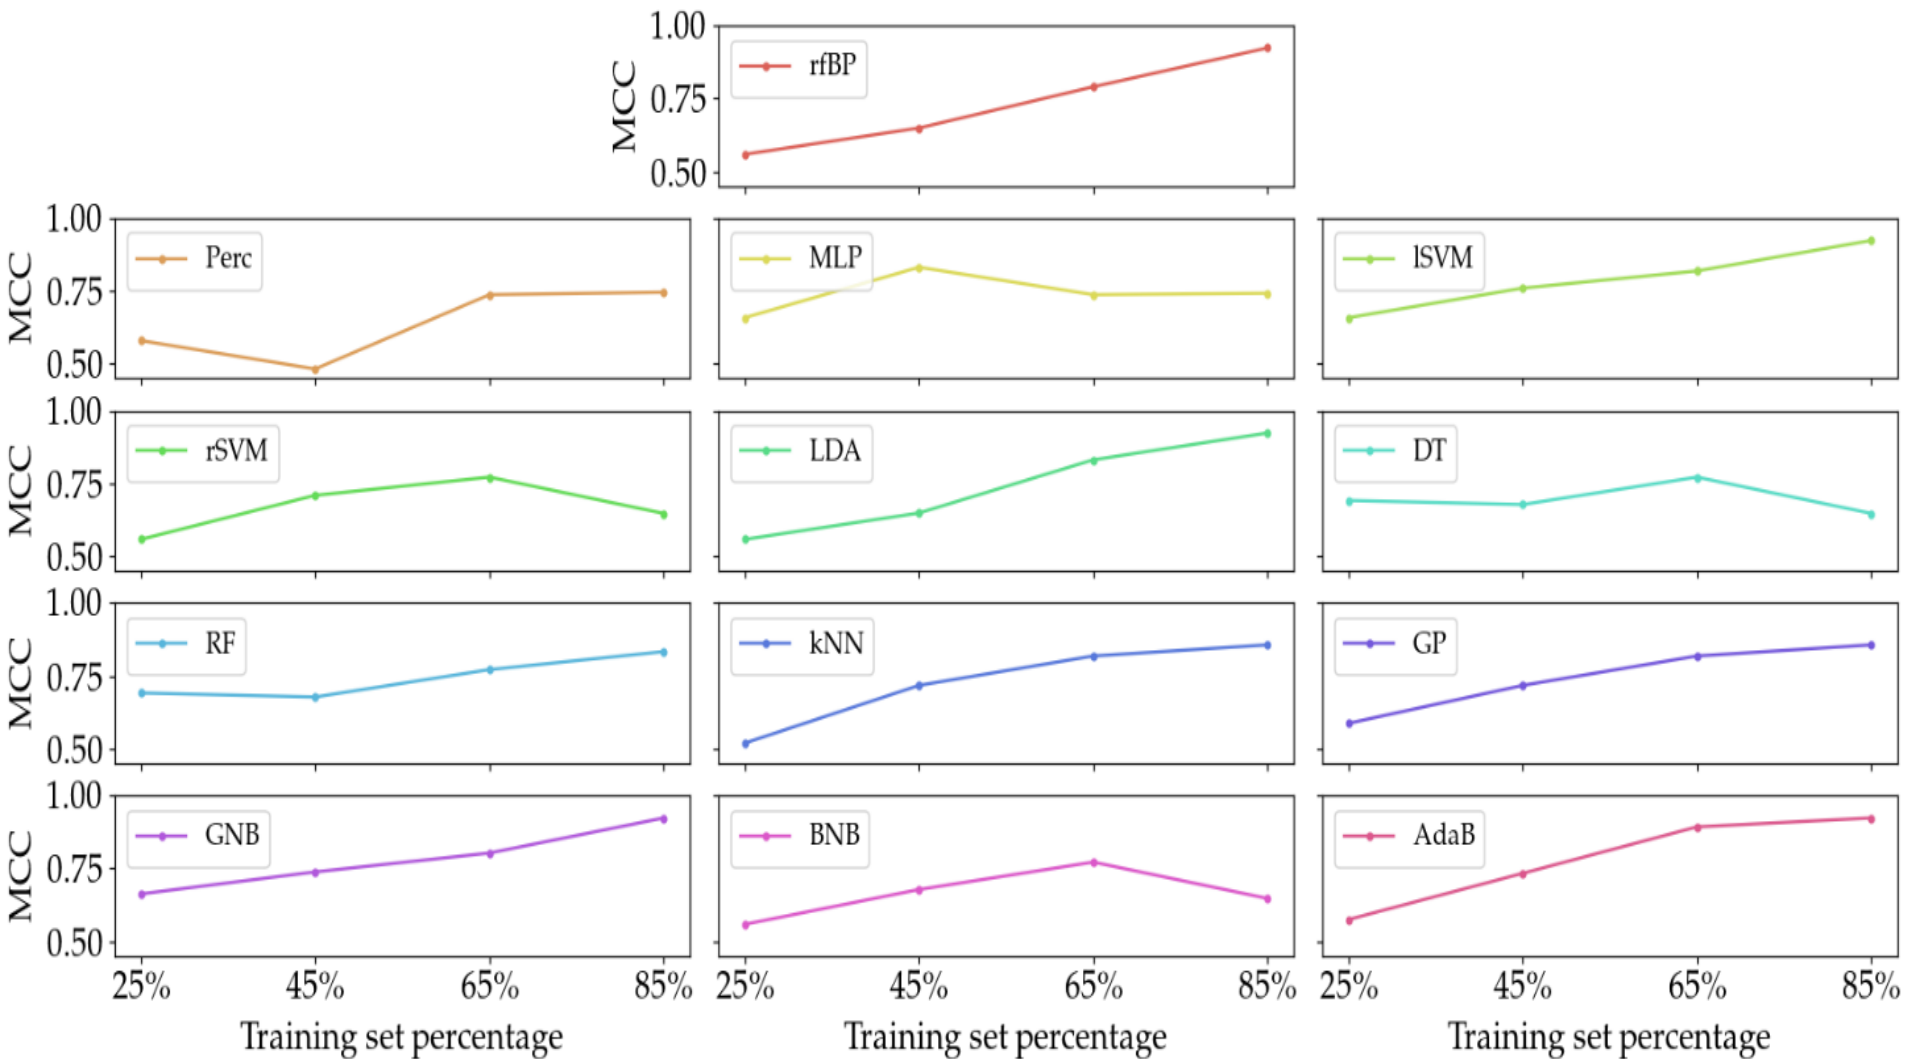 1.00
0.75
0.50
MCC
rfBP
1.00
0.75
0.50
MCC
Perc
MLP
lSVM
1.00
0.75
0.50
MCC
rSVM
LDA
DT
1.00
0.75
0.50
MCC
RF
kNN
GP
1.00
0.75
0.50
MCC
GNB
BNB
AdaB
25% 45% 65% 85%
25% 45% 65% 85%
25% 45% 65% 85%
Training set percentage
Training set percentage
Training set percentage